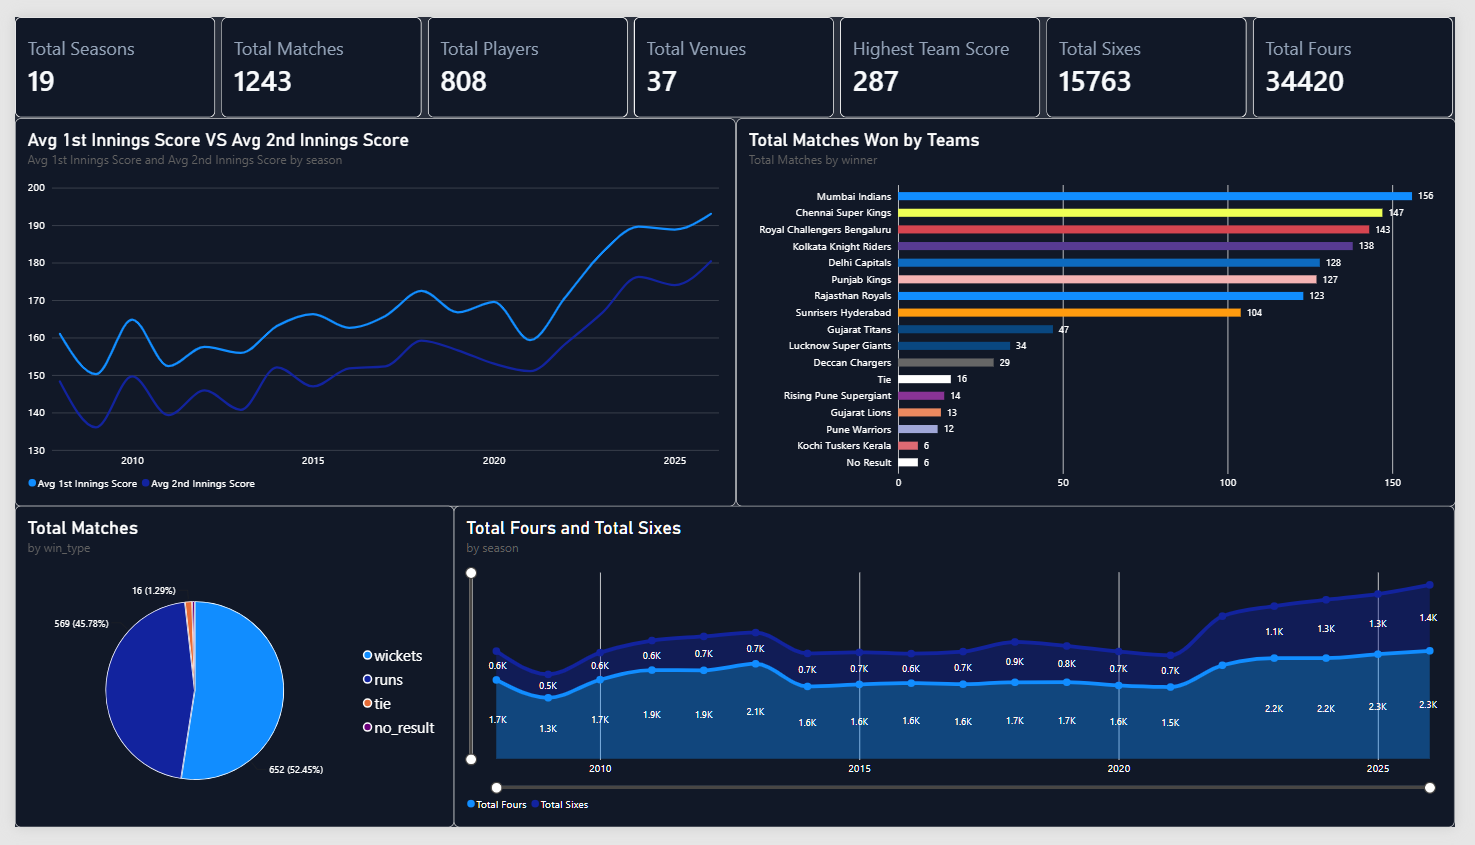 Total Seasons
19
Total Matches
1243
Total Players
808
Total Venues
37
Highest Team Score
287
Total Sixes
15763
Total Fours
34420
Avg 1st Innings Score VS Avg 2nd Innings Score
Avg 1st Innings Score and Avg 2nd Innings Score by season
200
190
180
170
160
150
140
130
2010 2015 2020 2025
Avg 1st Innings Score Avg 2nd Innings Score
Total Matches Won by Teams
Total Matches by winner
Mumbai Indians 156
Chennai Super Kings 147
Royal Challengers Bengaluru 143
Kolkata Knight Riders 138
Delhi Capitals 128
Punjab Kings 127
Rajasthan Royals 123
Sunrisers Hyderabad 104
Gujarat Titans 47
Lucknow Super Giants 34
Deccan Chargers 29
Tie 16
Rising Pune Supergiant 14
Gujarat Lions 13
Pune Warriors 12
Kochi Tuskers Kerala 6
No Result 6
0 50 100 150
Total Matches
by win_type
16 (1.29%)
569 (45.78%)
652 (52.45%)
wickets
runs
tie
no_result
Total Fours and Total Sixes
by season
0.6K 0.5K 0.6K 0.6K 0.7K 0.7K 0.7K 0.7K 0.6K 0.7K 0.9K 0.8K 0.7K 0.7K 1.1K 1.3K 1.3K 1.4K
1.7K 1.3K 1.7K 1.9K 1.9K 2.1K 1.6K 1.6K 1.6K 1.6K 1.7K 1.7K 1.6K 1.5K 2.2K 2.2K 2.3K 2.3K
2010 2015 2020 2025
Total Fours Total Sixes